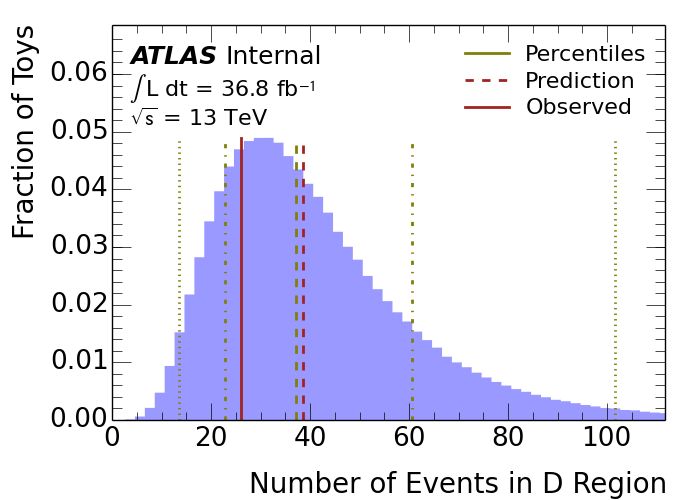 ATLAS Internal
∫L dt = 36.8 fb⁻¹
√s = 13 TeV
Percentiles
Prediction
Observed
Fraction of Toys
0.06
0.05
0.04
0.03
0.02
0.01
0.00
0 20 40 60 80 100
Number of Events in D Region